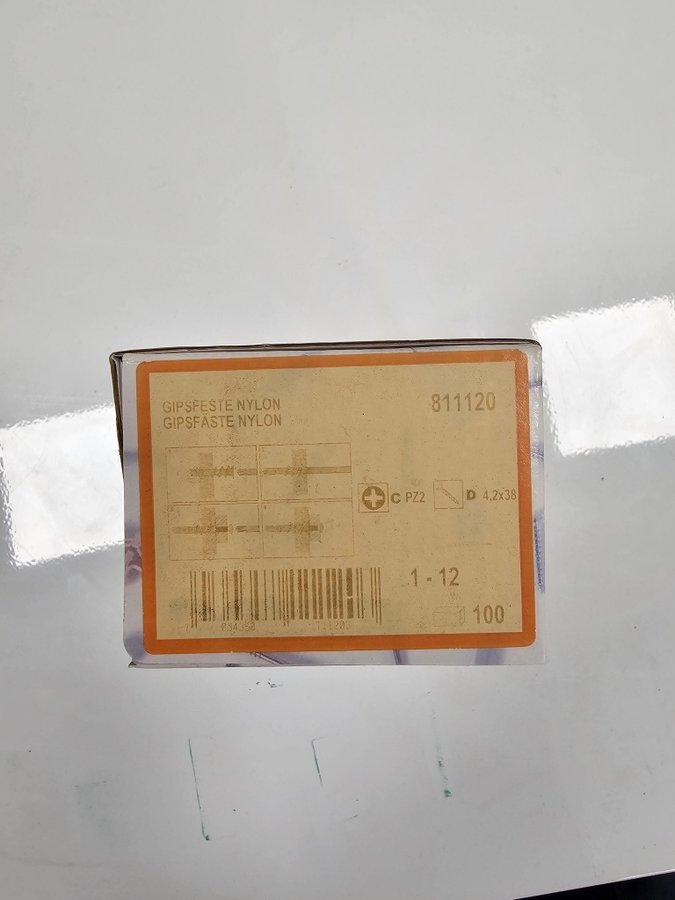 GIPSFESTE NYLON
GIPSFÄSTE NYLON
811120
C PZ2
D 4,2x38
1 - 12
100